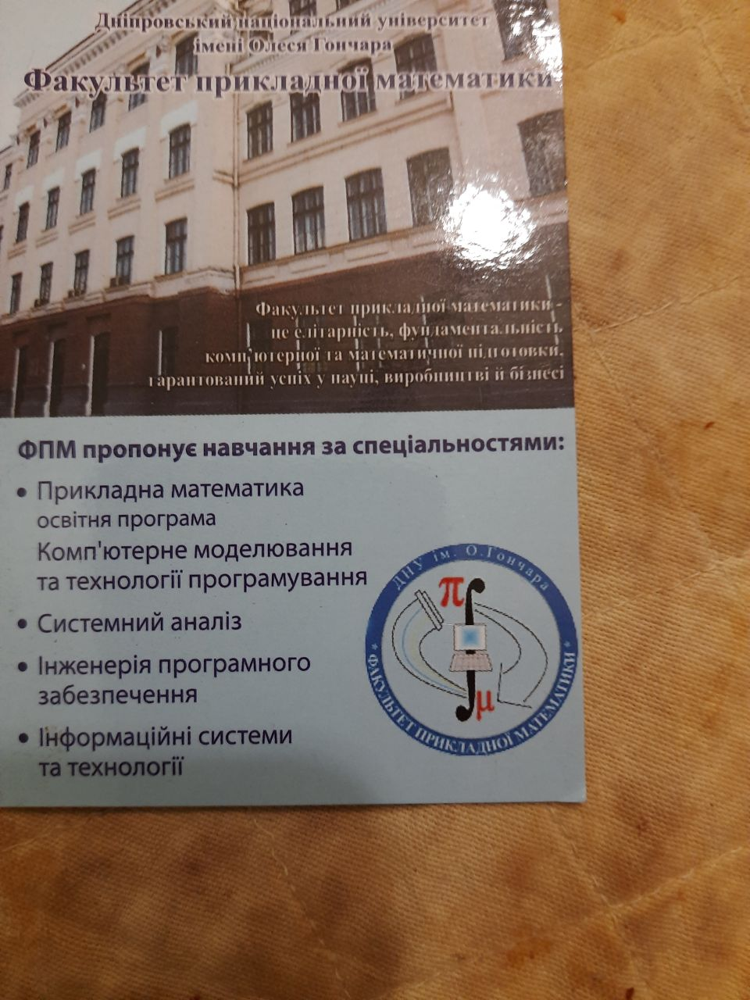 Дніпровський національний університет
імені Олеся Гончара
Факультет прикладної математики
Факультет прикладної математики -
це елітарність, фундаментальність
комп'ютерної та математичної підготовки,
гарантований успіх у науці, виробництві й бізнесі
ФПМ пропонує навчання за спеціальностями:
• Прикладна математика
освітня програма
Комп'ютерне моделювання
та технології програмування
• Системний аналіз
• Інженерія програмного
забезпечення
• Інформаційні системи
та технології
ДНУ ім. О.Гончара
π
μ
* ФАКУЛЬТЕТ ПРИКЛАДНОЇ МАТЕМАТИКИ *